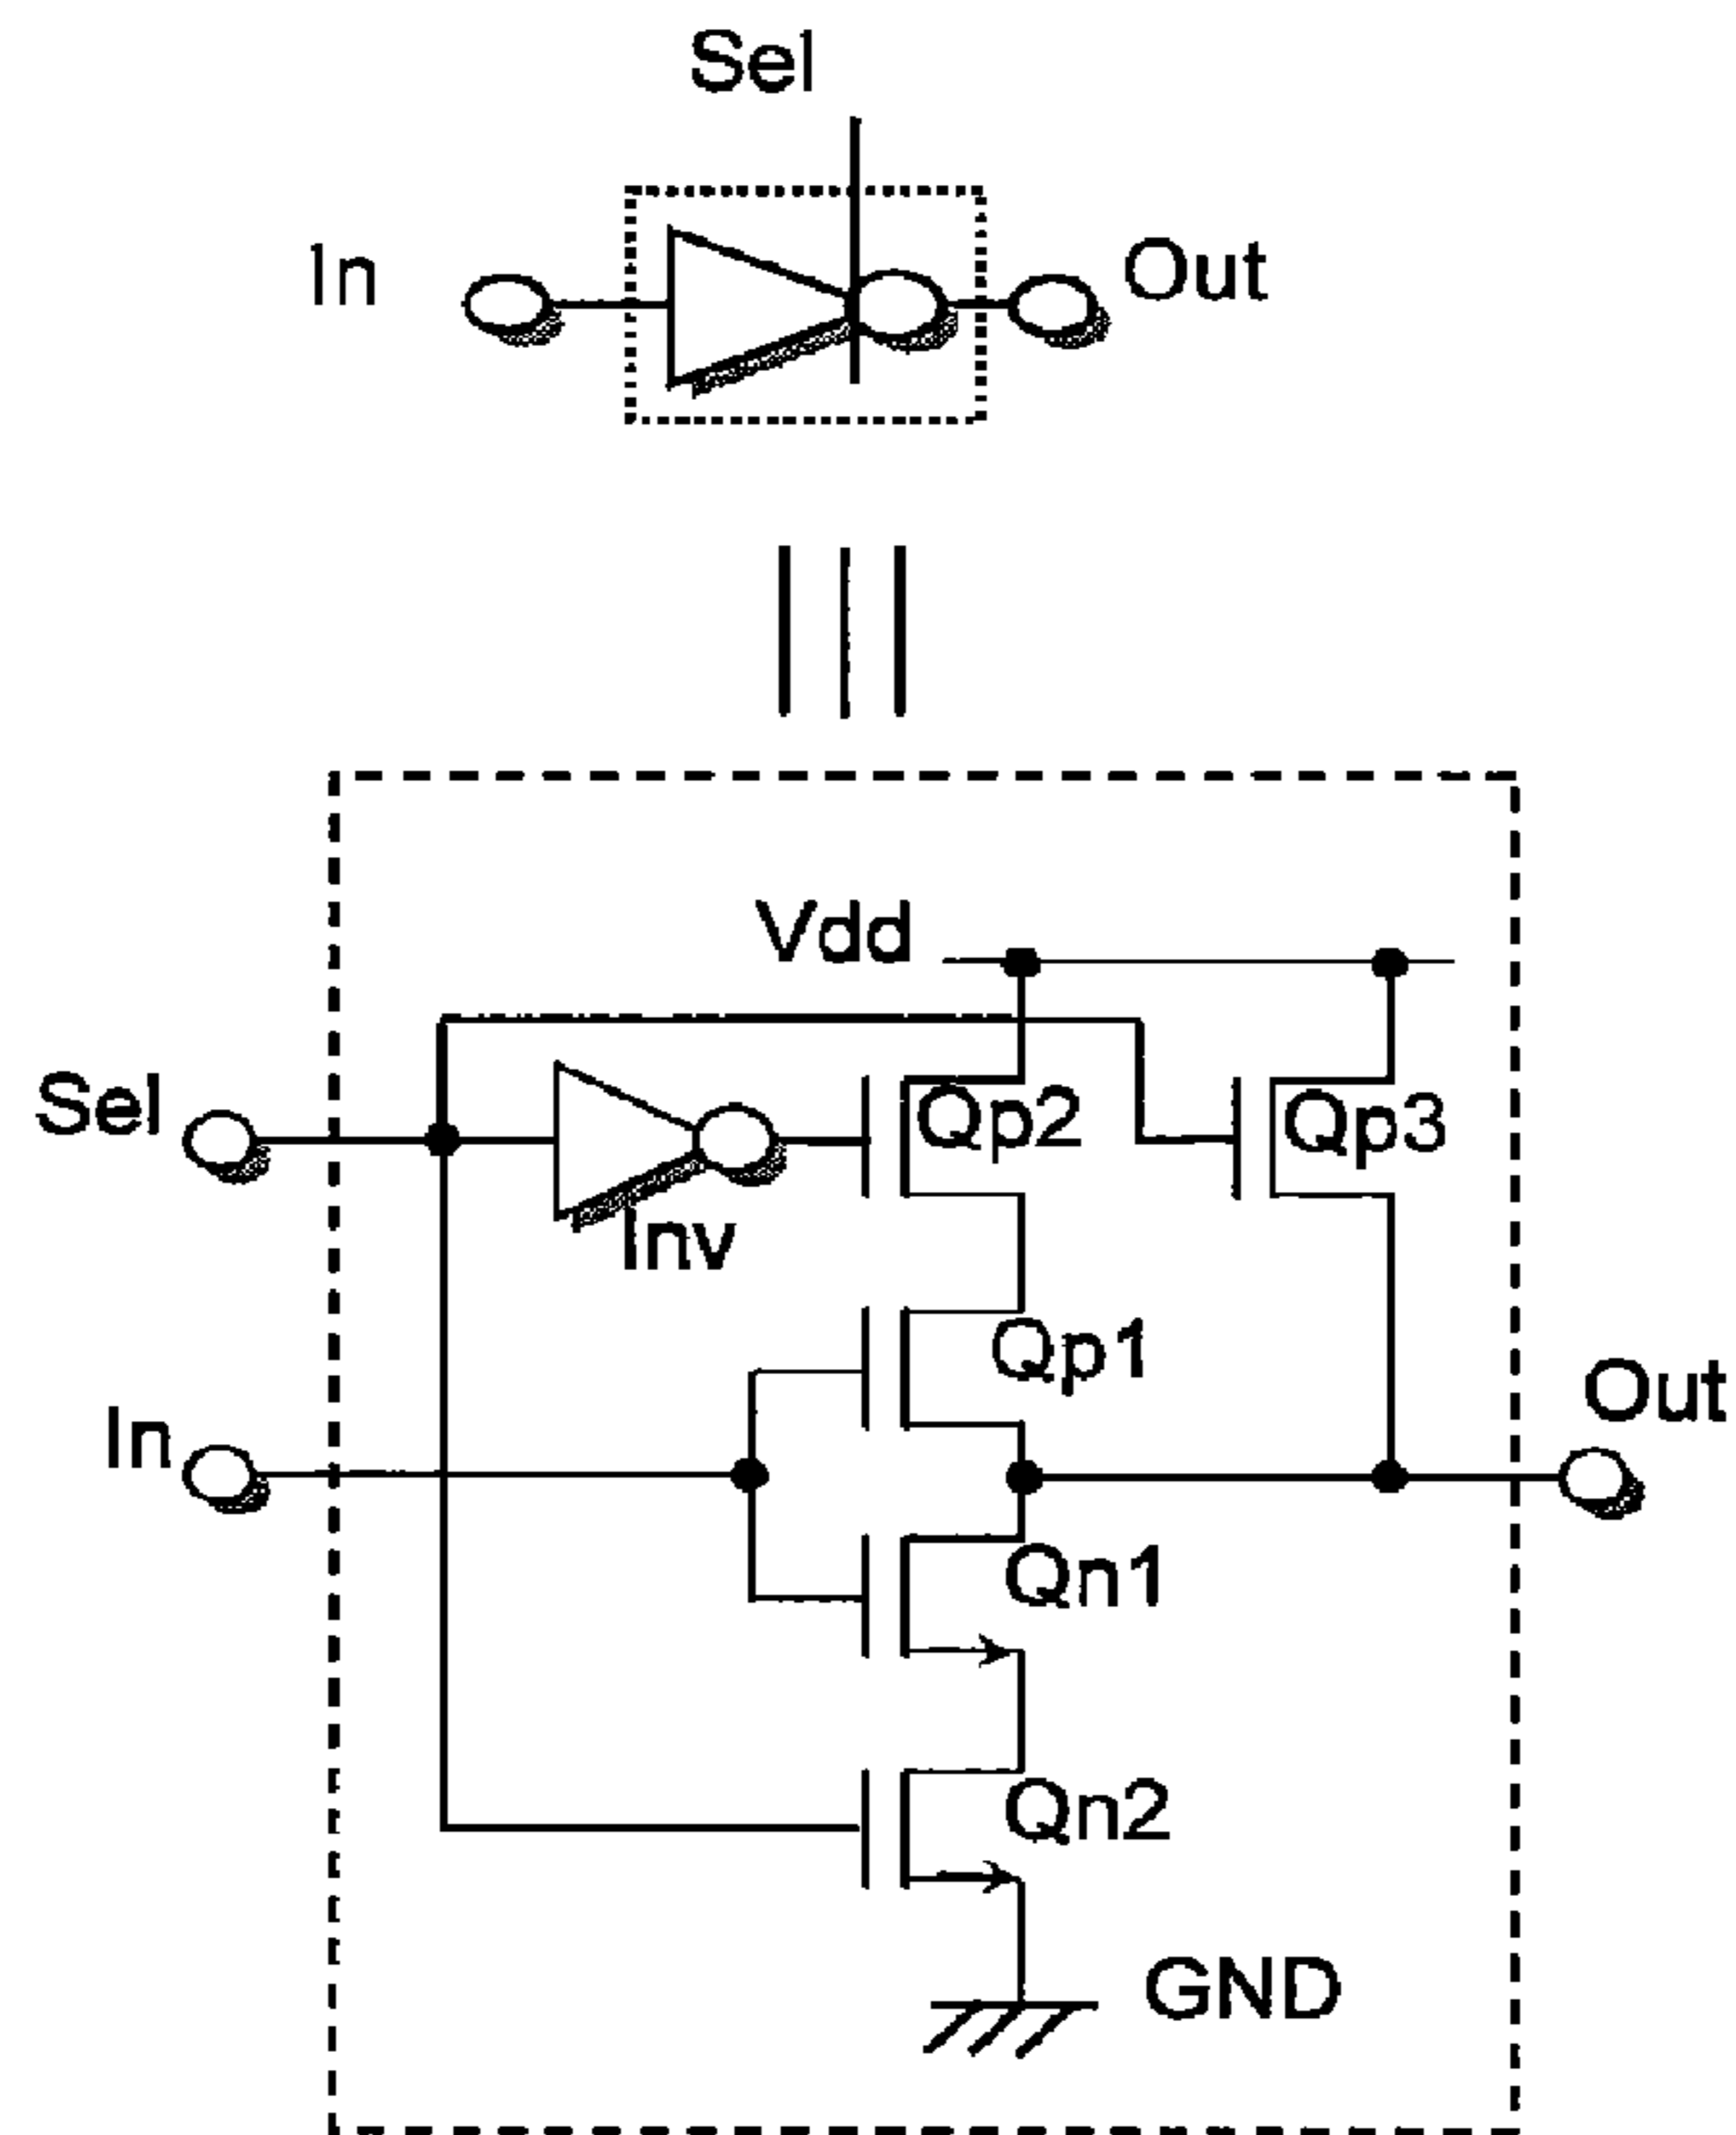 Sel
In
Out
Vdd
Sel
Qp2
Qp3
Inv
Qp1
In
Out
Qn1
Qn2
GND